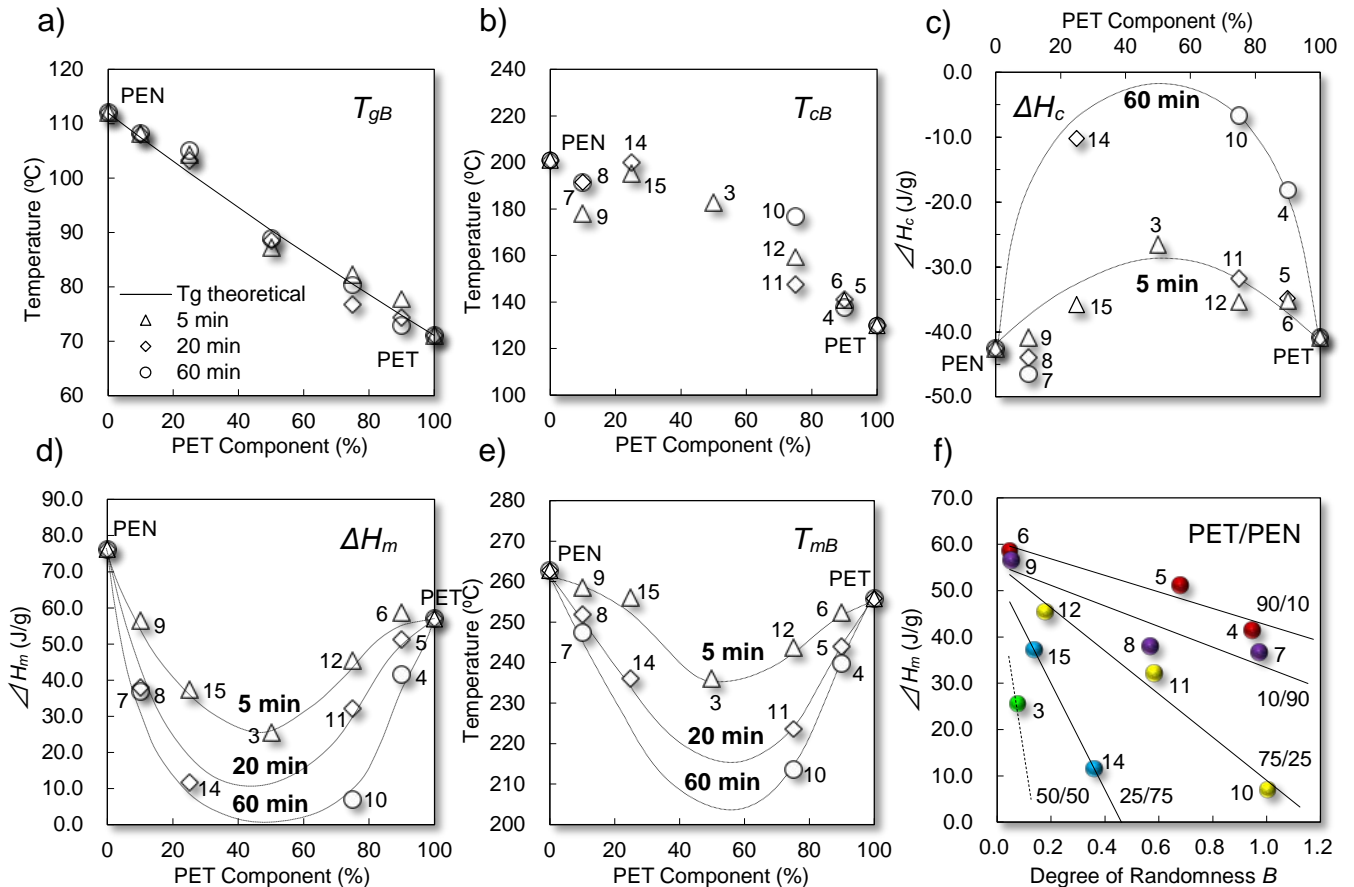 a)
120
110
100
90
80
70
60
Temperature (ºC)
PEN
TgB
Tg theoretical
5 min
20 min
60 min
PET
0 20 40 60 80 100
PET Component (%)
b)
240
220
200
180
160
140
120
100
Temperature (ºC)
TcB
PEN
14
8
7
15
9
3
10
12
11
6
5
4
PET
0 20 40 60 80 100
PET Component (%)
c)
PET Component (%)
0 20 40 60 80 100
0.0
-10.0
-20.0
-30.0
-40.0
-50.0
⊿Hc (J/g)
ΔHc
60 min
14
10
4
3
11
5
5 min
15
12
6
9
8
7
PEN
PET
d)
90.0
80.0
70.0
60.0
50.0
40.0
30.0
20.0
10.0
0.0
⊿Hm (J/g)
PEN
ΔHm
PET
9
6
5
12
15
4
7
8
5 min
11
3
20 min
14
60 min
10
0 20 40 60 80 100
PET Component (%)
e)
280
270
260
250
240
230
220
210
200
Temperature (ºC)
TmB
PEN
PET
9
15
6
8
7
12
5
5 min
14
4
3
11
20 min
60 min
10
0 20 40 60 80 100
PET Component (%)
f)
70.0
60.0
50.0
40.0
30.0
20.0
10.0
0.0
⊿Hm (J/g)
PET/PEN
6
9
5
12
4
90/10
15
8
7
11
10/90
3
14
75/25
10
50/50
25/75
0.0 0.2 0.4 0.6 0.8 1.0 1.2
Degree of Randomness B